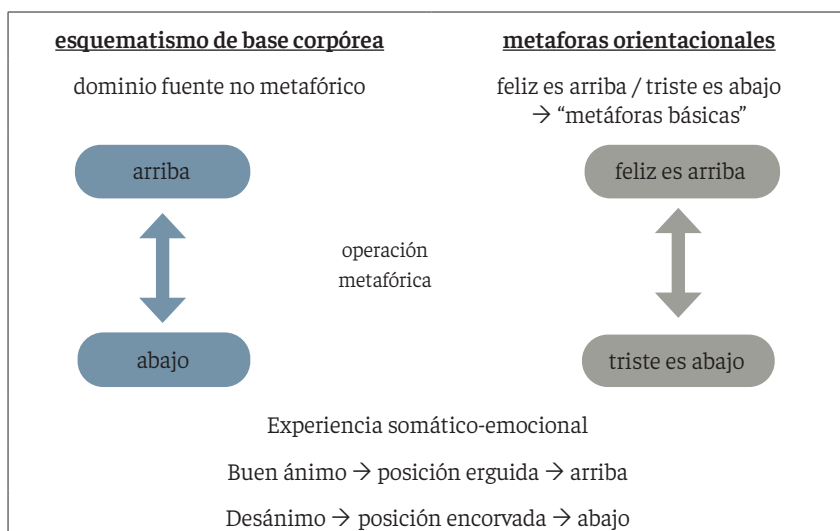 esquematismo de base corpórea
dominio fuente no metafórico
arriba
abajo
operación
metafórica
metaforas orientacionales
feliz es arriba / triste es abajo
→ “metáforas básicas”
feliz es arriba
triste es abajo
Experiencia somático-emocional
Buen ánimo → posición erguida → arriba
Desánimo → posición encorvada → abajo